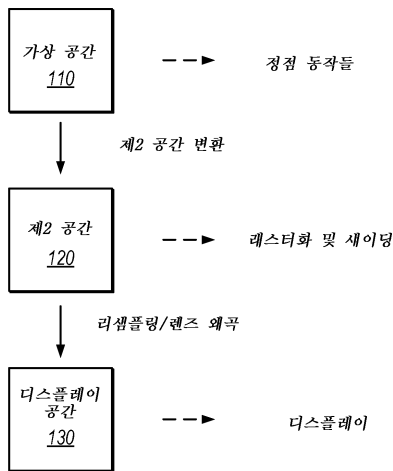 가상 공간
110
정점 동작들
제2 공간 변환
제2 공간
120
래스터화 및 새이딩
리샘플링/렌즈 왜곡
디스플레이
공간
130
디스플레이